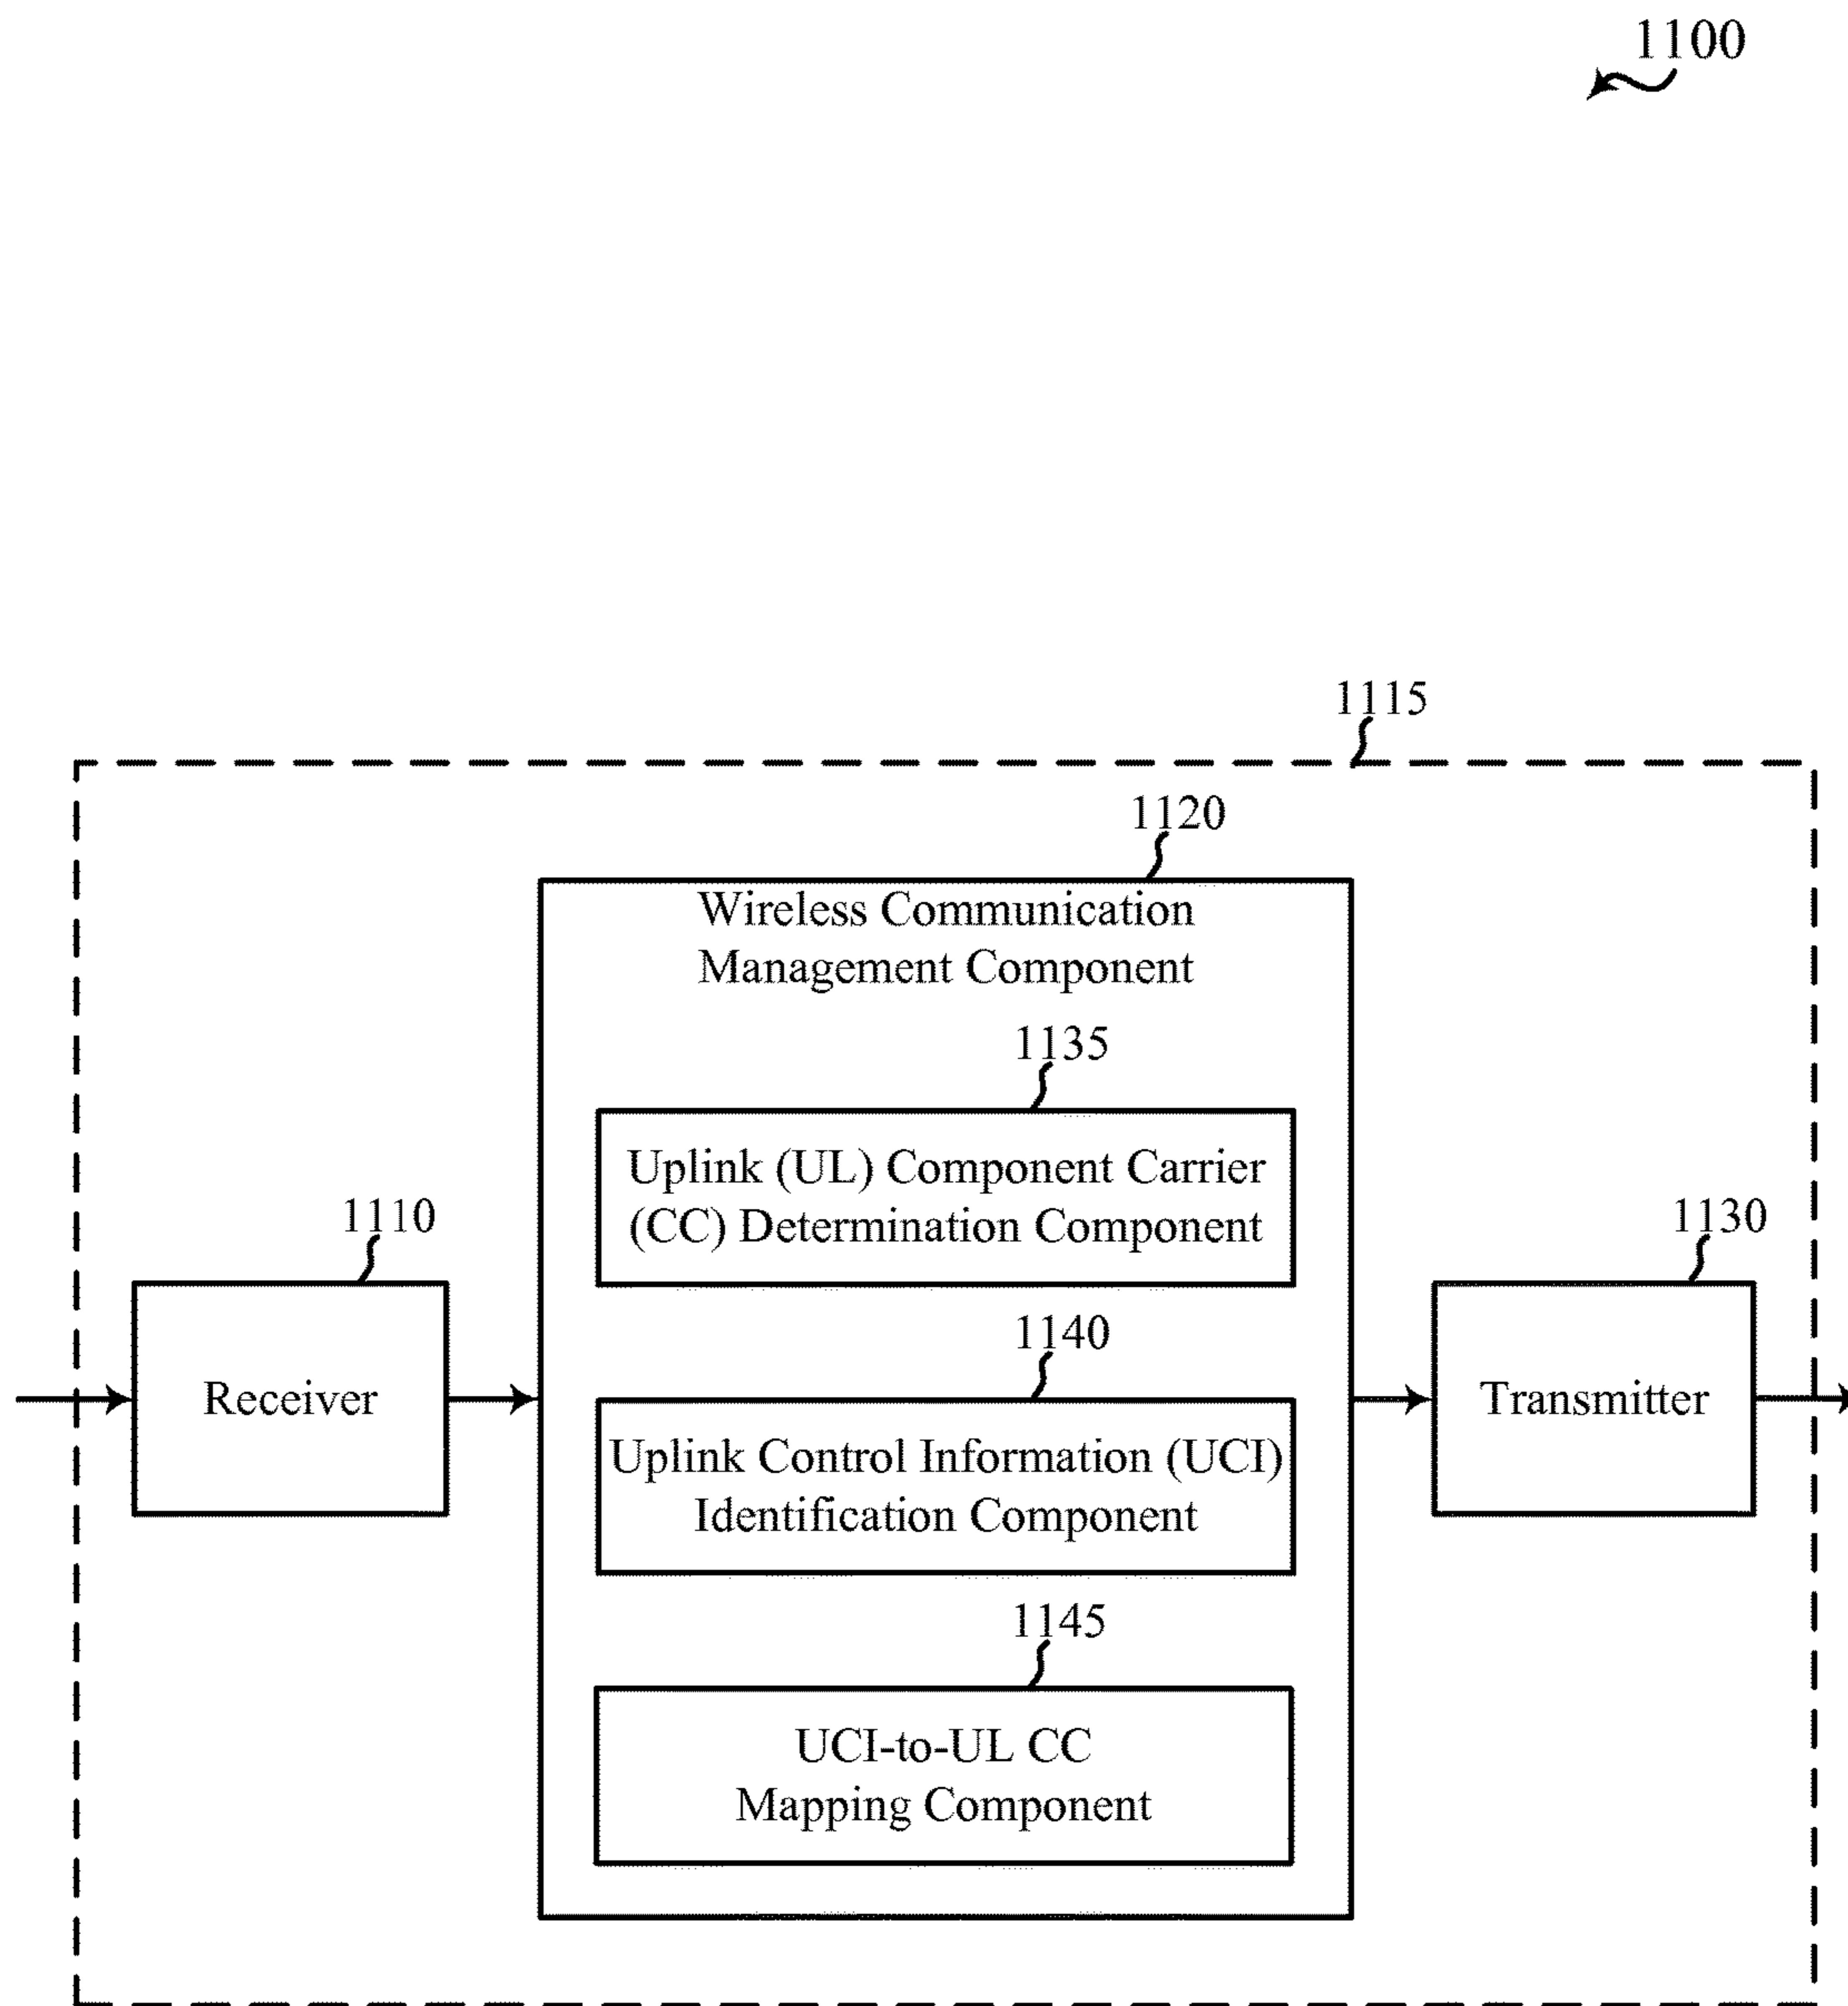 1100
1115
1120
Wireless Communication
Management Component
1135
Uplink (UL) Component Carrier
(CC) Determination Component
1110
1130
1140
Receiver
Transmitter
Uplink Control Information (UCI)
Identification Component
1145
UCI-to-UL CC
Mapping Component